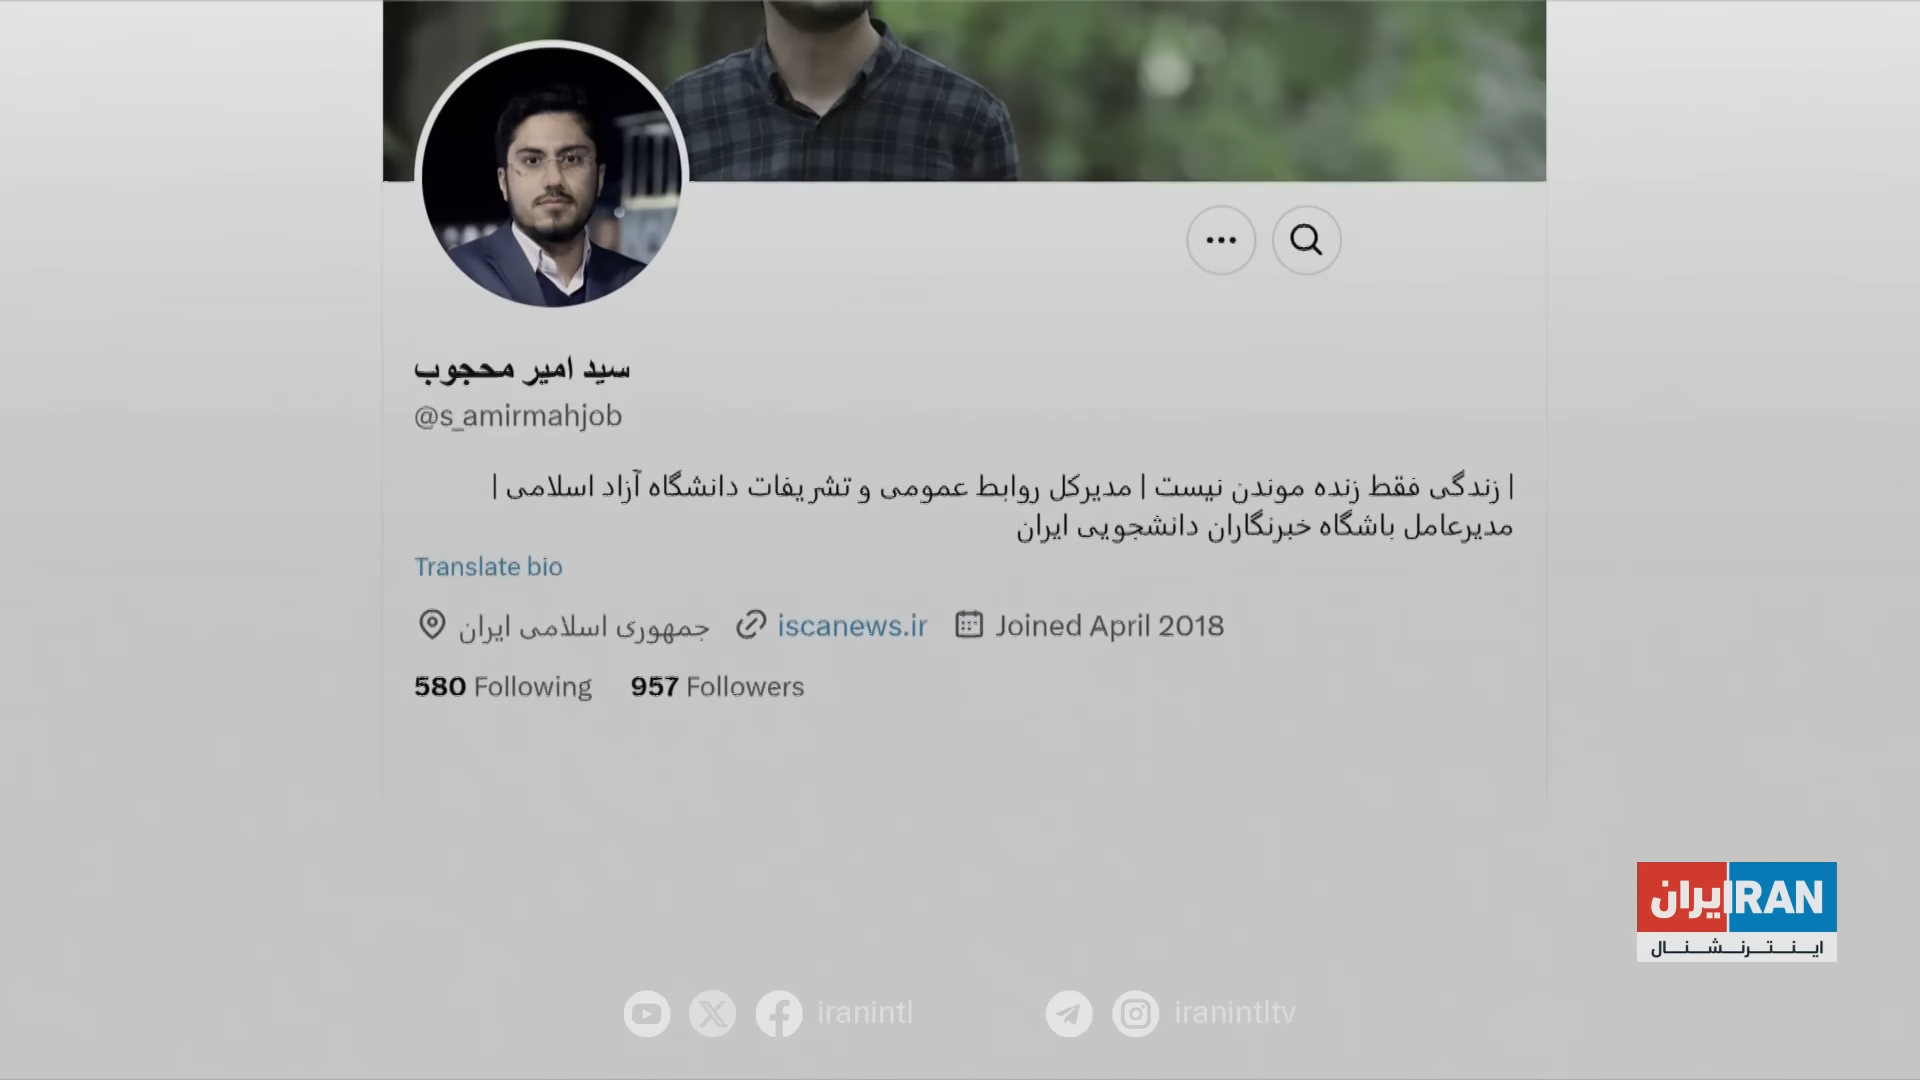 سید امیر محجوب
@s_amirmahjob
| زندگی فقط زنده موندن نیست | مدیرکل روابط عمومی و تشریفات دانشگاه آزاد اسلامی |
مدیرعامل باشگاه خبرنگاران دانشجویی ایران
Translate bio
جمهوری اسلامی ایران iscanews.ir Joined April 2018
580 Following 957 Followers
ایران IRAN
اینترنشنال
iranintl iranintltv